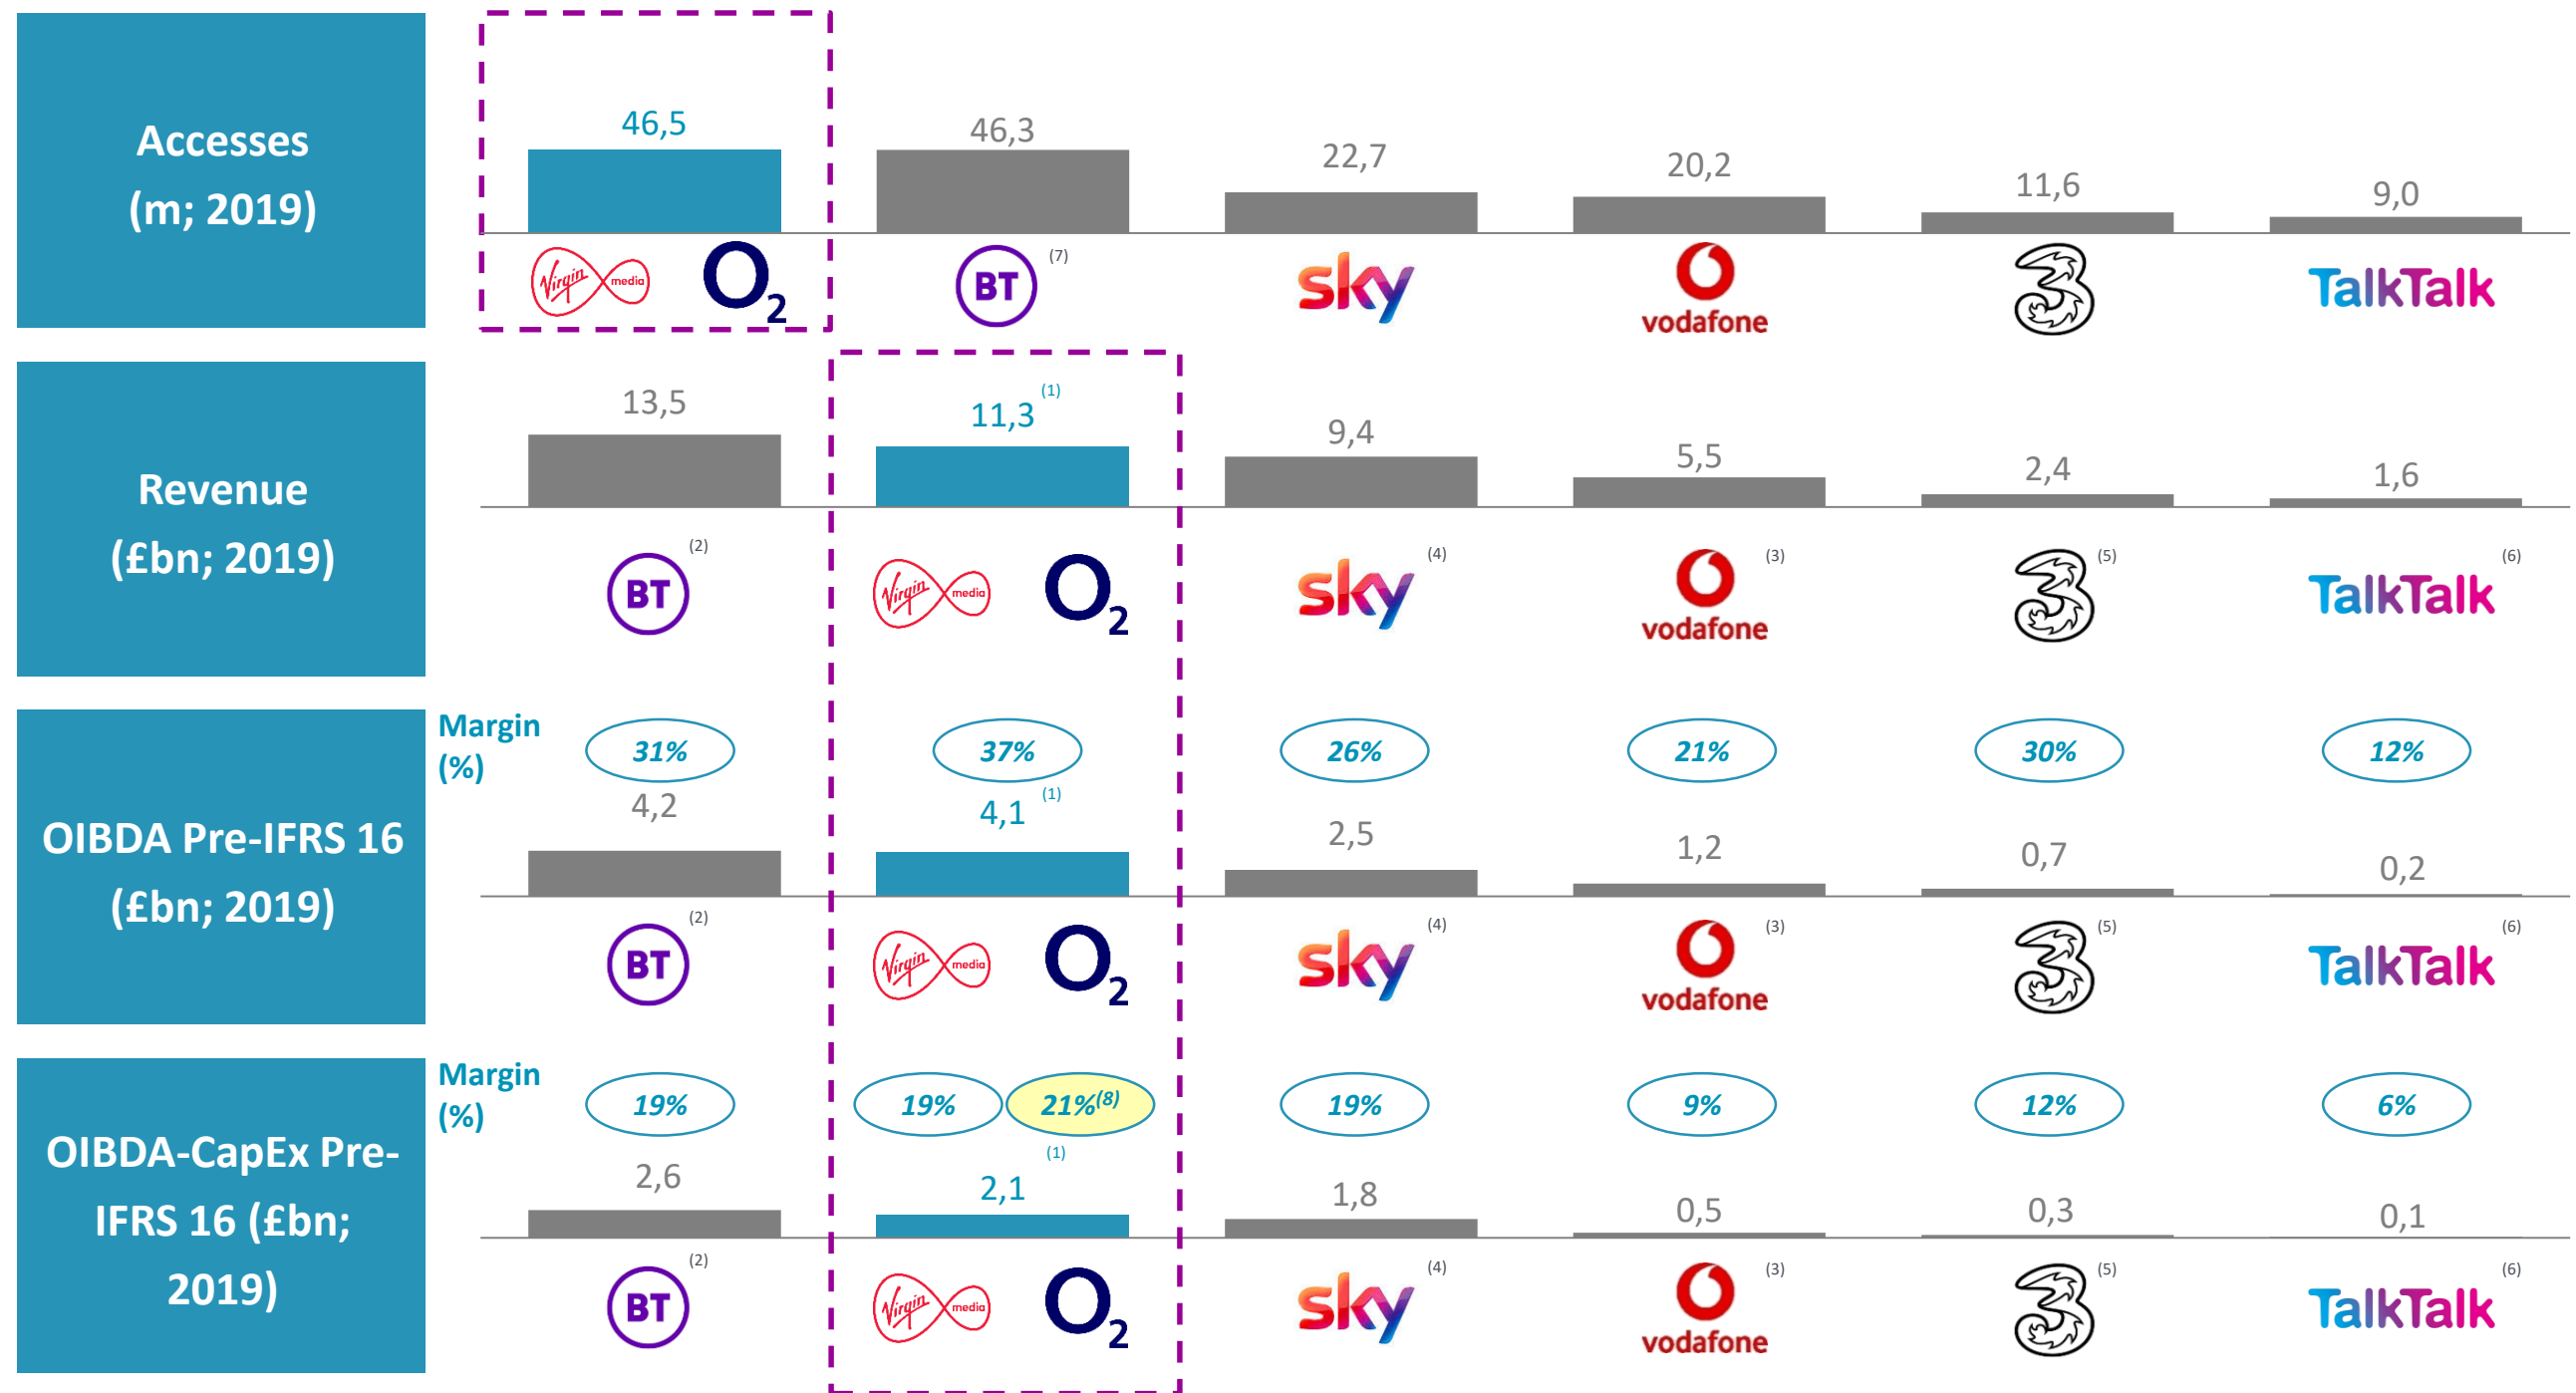 Accesses
(m; 2019)
46,5
46,3
22,7
20,2
11,6
9,0
Virgin media
O2
BT (7)
sky
vodafone
3
TalkTalk
Revenue
(£bn; 2019)
13,5
11,3 (1)
9,4
5,5
2,4
1,6
BT (2)
Virgin media
O2
sky (4)
vodafone (3)
3 (5)
TalkTalk (6)
OIBDA Pre-IFRS 16
(£bn; 2019)
Margin
(%)
31%
37%
26%
21%
30%
12%
4,2
4,1 (1)
2,5
1,2
0,7
0,2
BT (2)
Virgin media
O2
sky (4)
vodafone (3)
3 (5)
TalkTalk (6)
OIBDA-CapEx Pre-
IFRS 16 (£bn;
2019)
Margin
(%)
19%
19%
21%(8)
19%
9%
12%
6%
2,6
2,1 (1)
1,8
0,5
0,3
0,1
BT (2)
Virgin media
O2
sky (4)
vodafone (3)
3 (5)
TalkTalk (6)